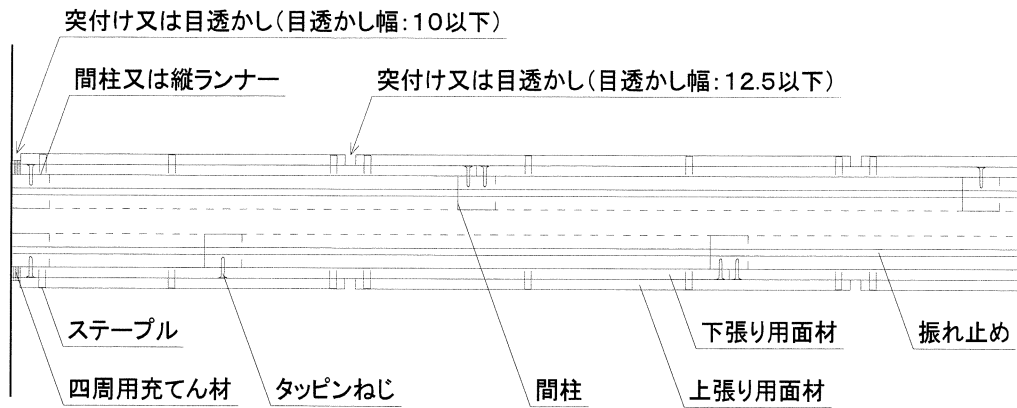 突付け又は目透かし(目透かし幅:10以下)
間柱又は縦ランナー
突付け又は目透かし(目透かし幅:12.5以下)
ステープル
下張り用面材
振れ止め
四周用充てん材
タッピンねじ
間柱
上張り用面材